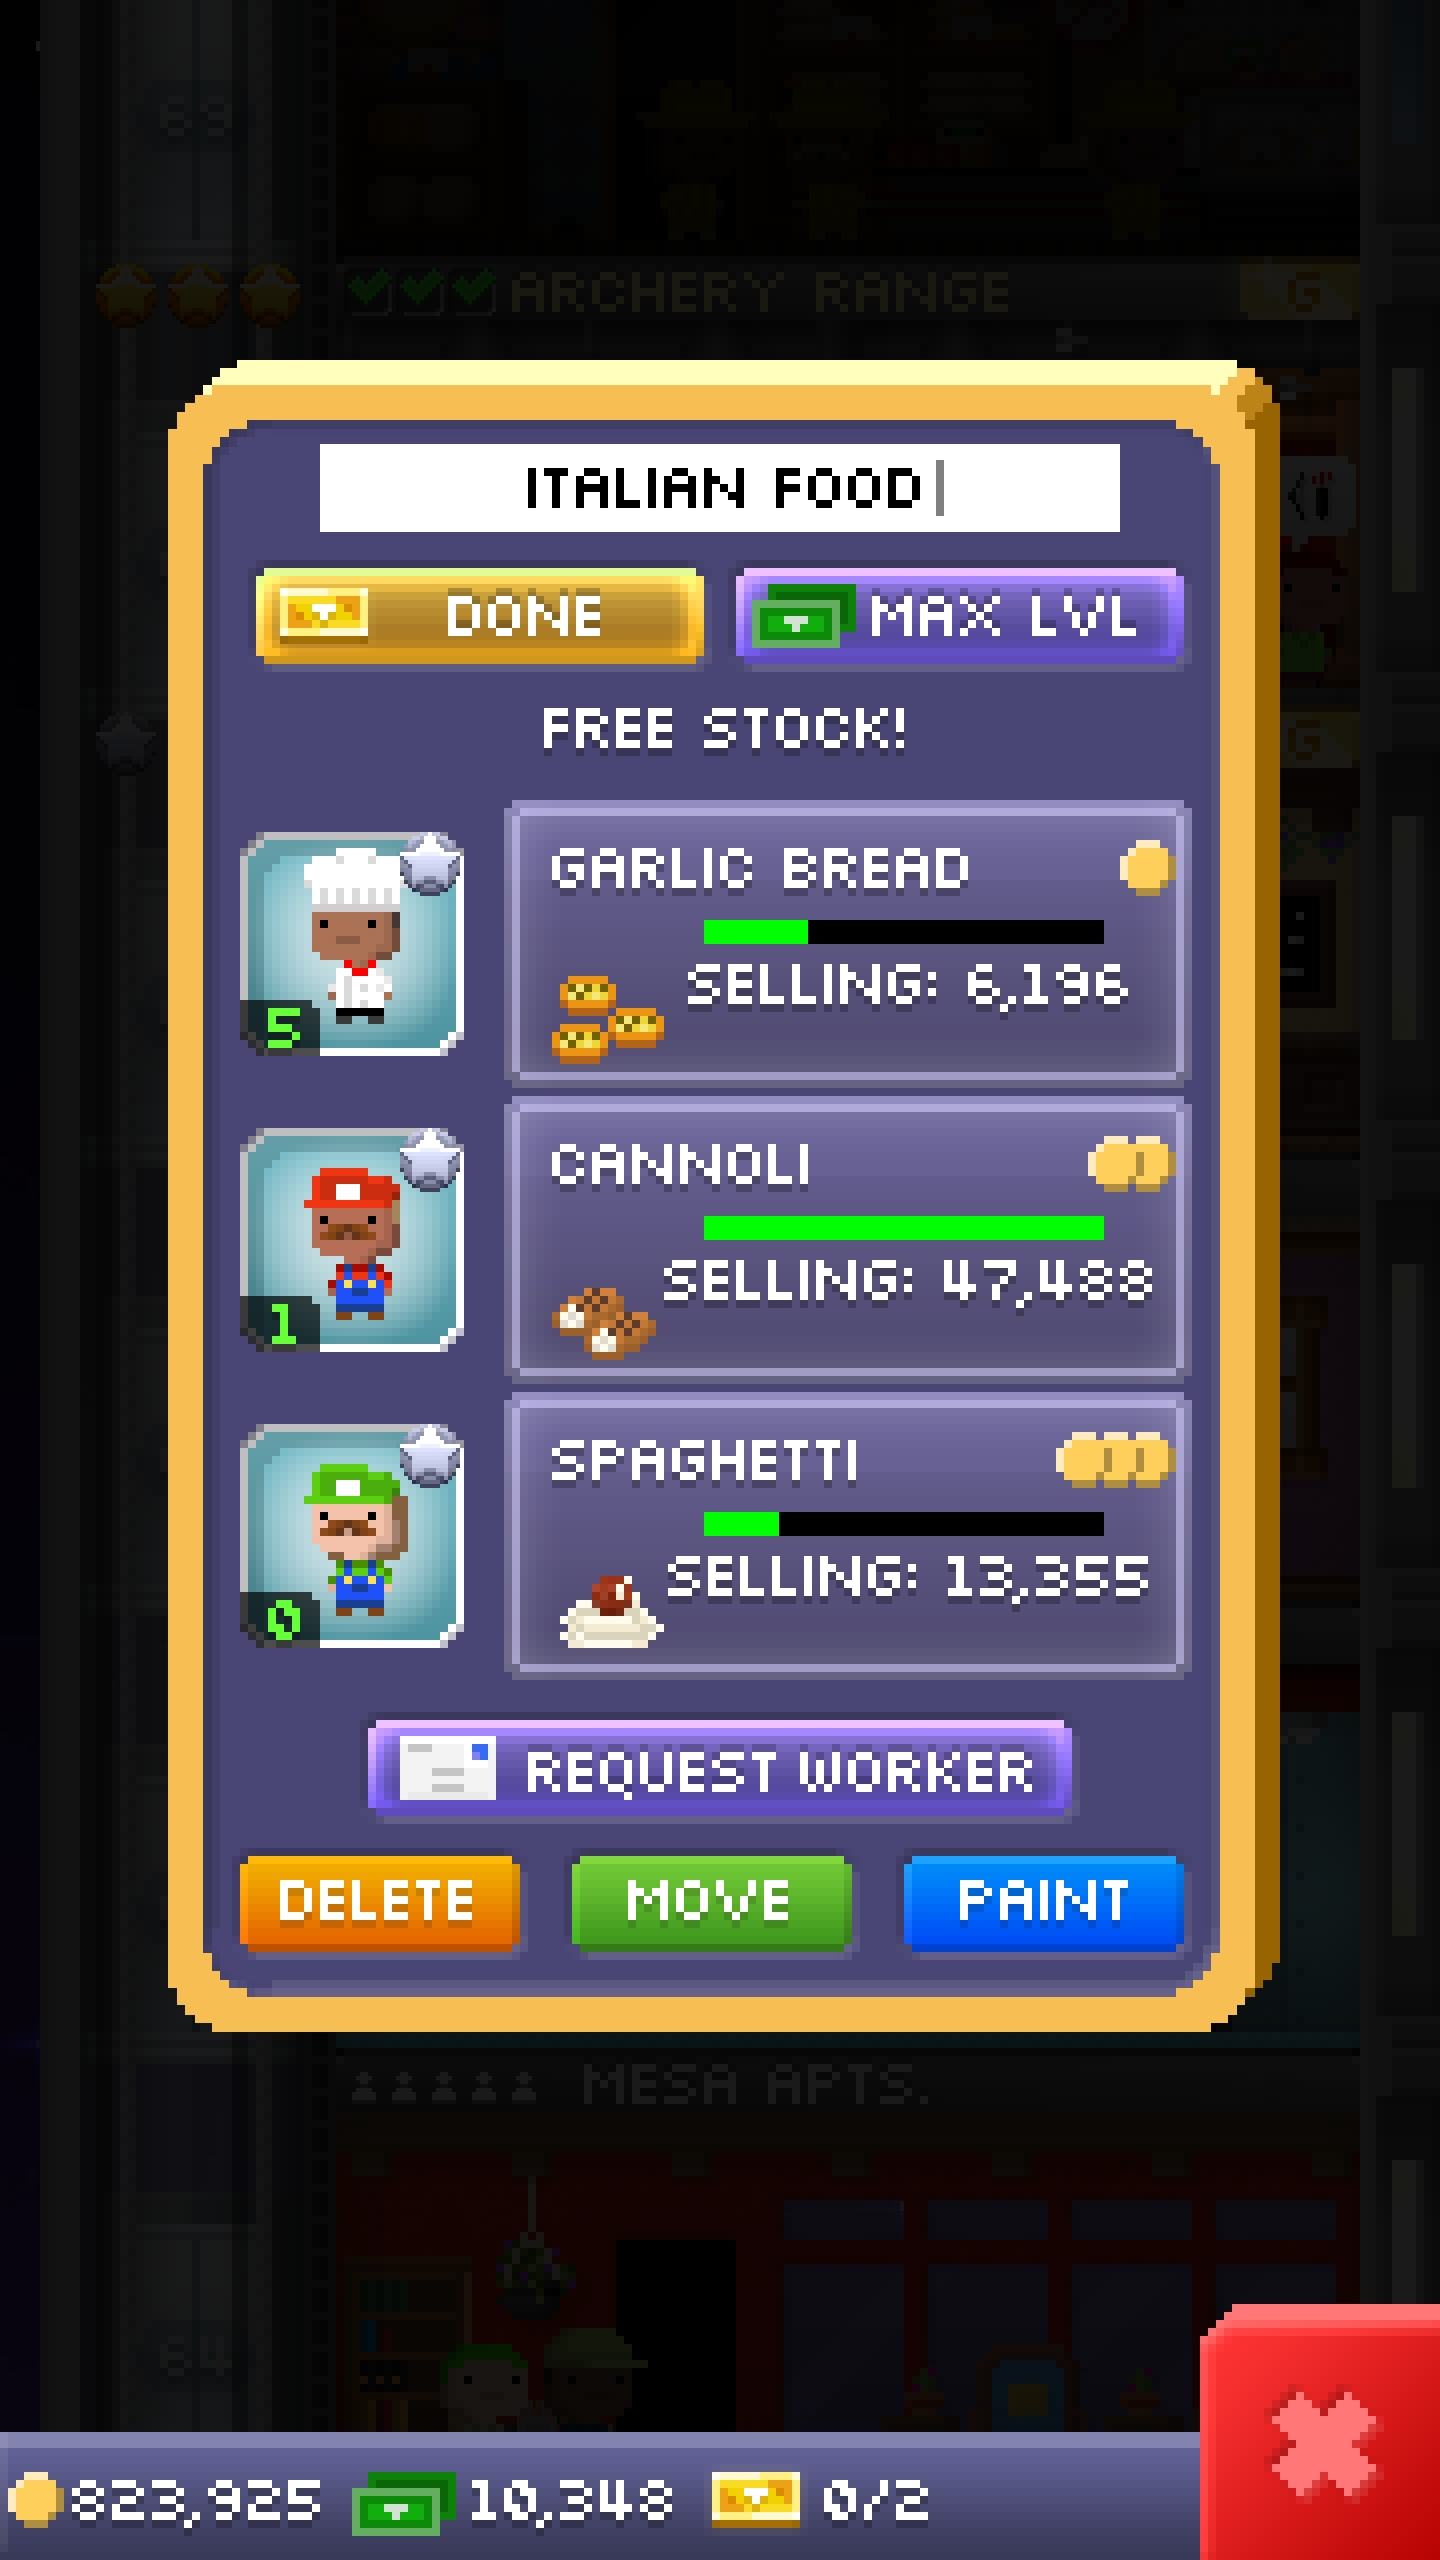 68
ARCHERY RANGE
G
ITALIAN FOOD
DONE
MAX LVL
G
FREE STOCK!
GARLIC BREAD
SELLING: 6,196
5
CANNOLI
SELLING: 47,488
1
SPAGHETTI
SELLING: 13,355
0
REQUEST WORKER
DELETE
MOVE
PAINT
MESA APTS.
64
823,925
10,348
0/2